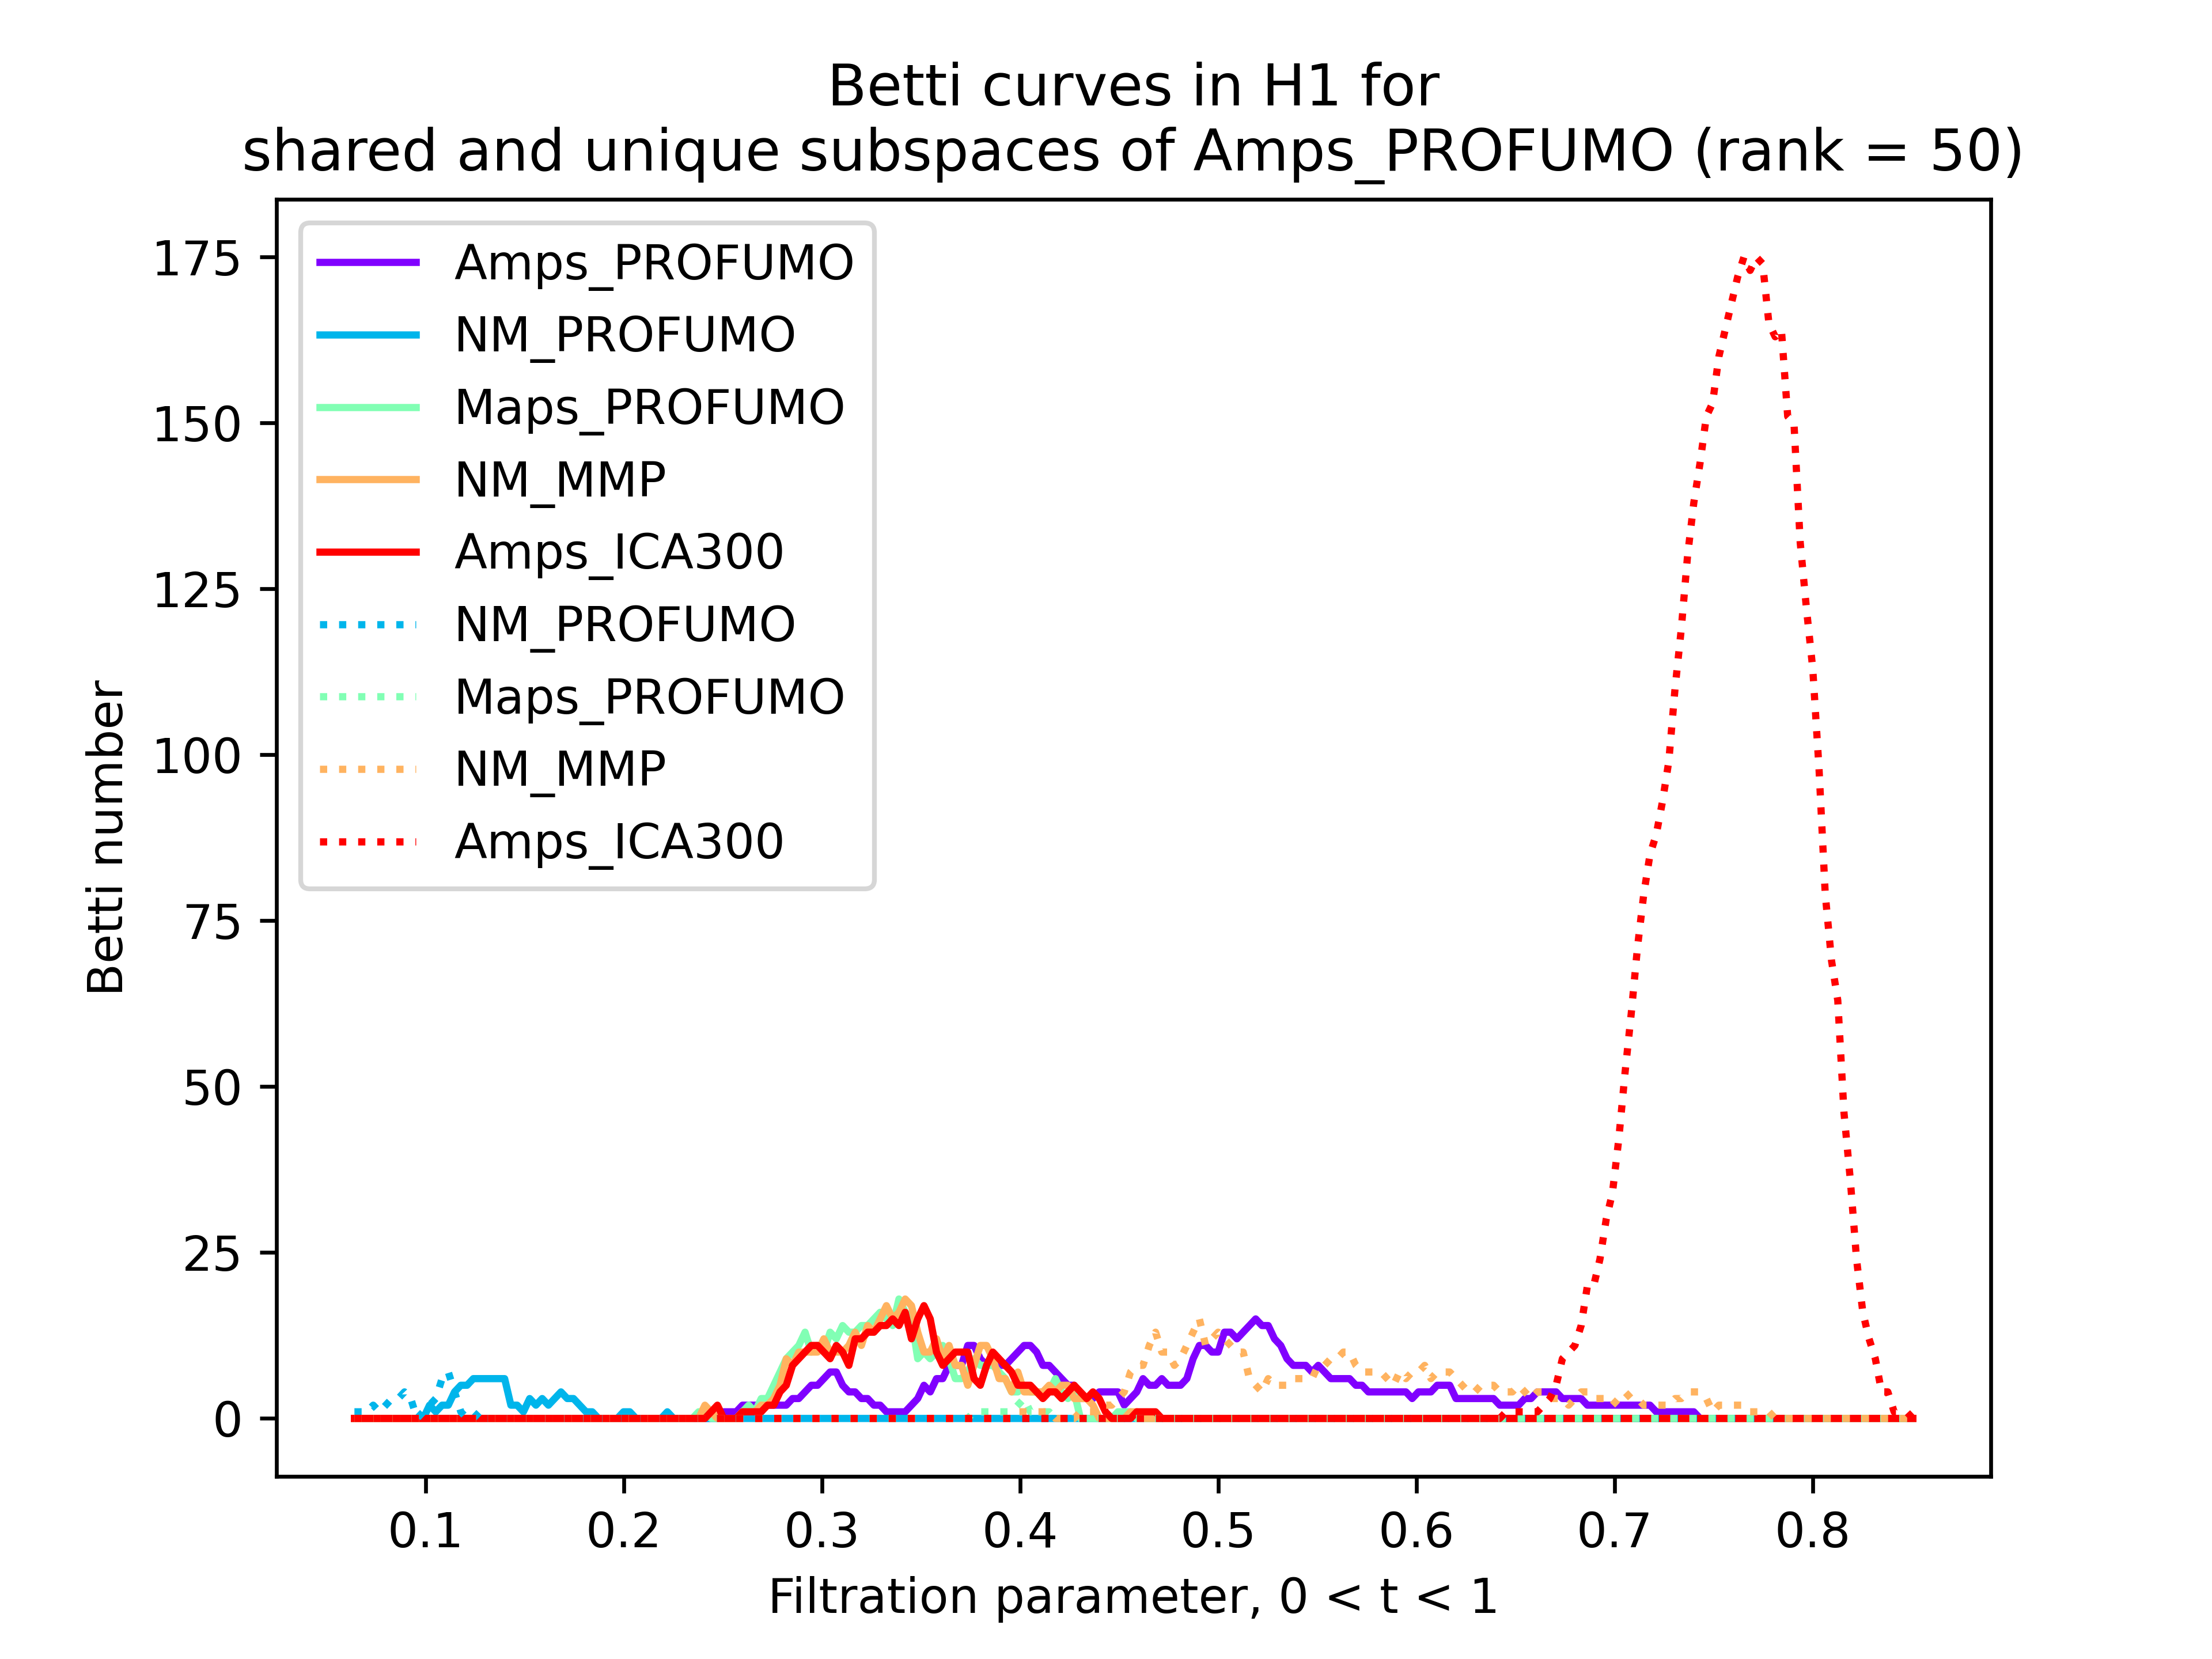 Betti curves in H1 for
shared and unique subspaces of Amps_PROFUMO (rank = 50)
Amps_PROFUMO
NM_PROFUMO
Maps_PROFUMO
NM_MMP
Amps_ICA300
NM_PROFUMO
Maps_PROFUMO
NM_MMP
Amps_ICA300
Betti number
175
150
125
100
75
50
25
0
0.1 0.2 0.3 0.4 0.5 0.6 0.7 0.8
Filtration parameter, 0 < t < 1